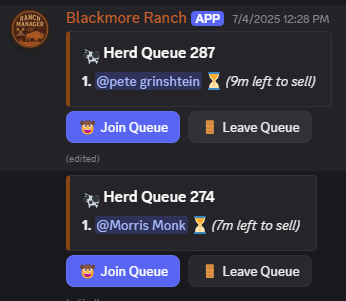 RANCH
MANAGER
Blackmore Ranch APP 7/4/2025 12:28 PM
Herd Queue 287
1. @pete grinshtein ⏳ (9m left to sell)
🤠 Join Queue 🚪 Leave Queue
(edited)
Herd Queue 274
1. @Morris Monk ⏳ (7m left to sell)
🤠 Join Queue 🚪 Leave Queue